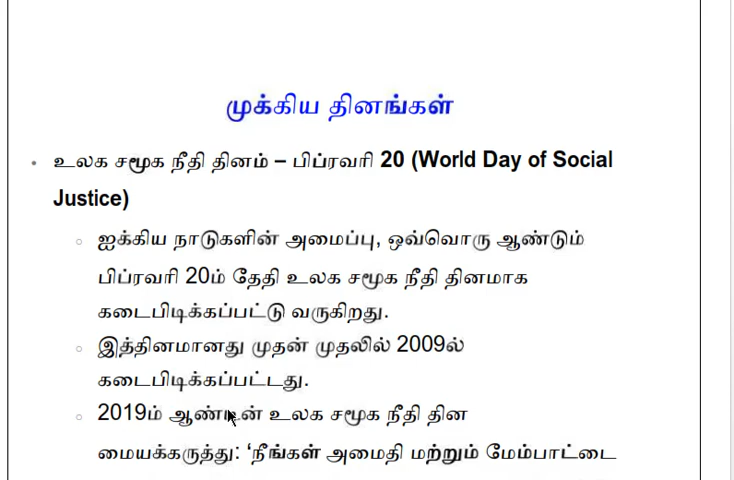 முக்கிய தினங்கள்
உலக சமூக நீதி தினம் – பிப்ரவரி 20 (World Day of Social
Justice)
ஐக்கிய நாடுகளின் அமைப்பு, ஒவ்வொரு ஆண்டும்
பிப்ரவரி 20ம் தேதி உலக சமூக நீதி தினமாக
கடைபிடிக்கப்பட்டு வருகிறது.
இத்தினமானது முதன் முதலில் 2009ல்
கடைபிடிக்கப்பட்டது.
2019ம் ஆண்டின் உலக சமூக நீதி தின
மையக்கருத்து: ‘நீங்கள் அமைதி மற்றும் மேம்பாட்டை